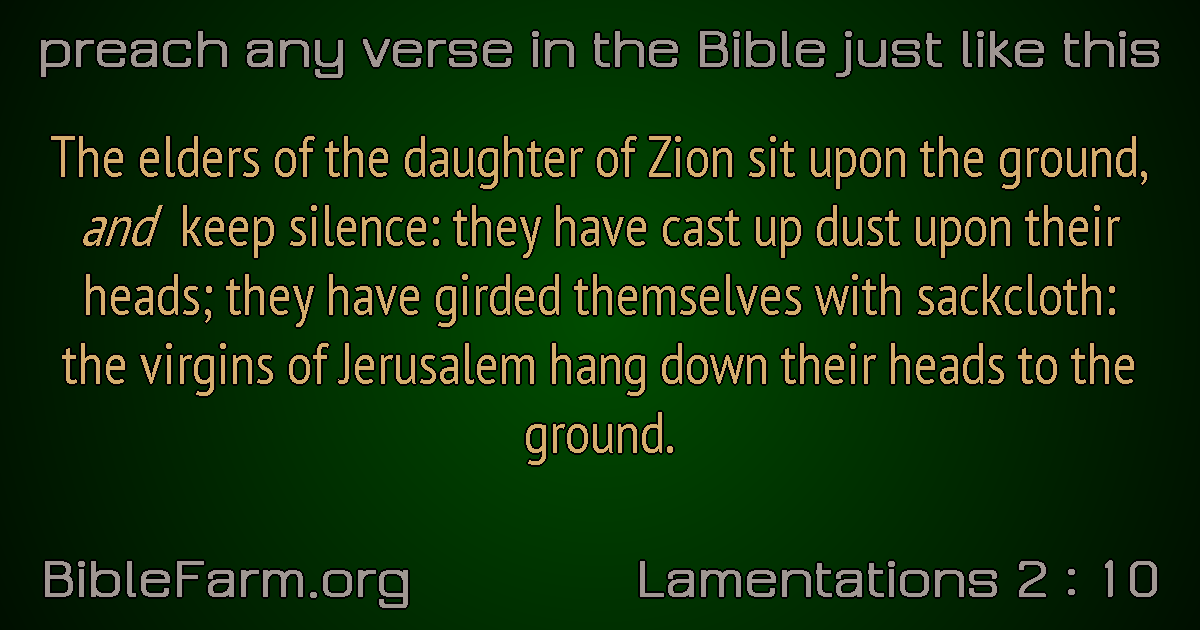 preach any verse in the Bible just like this
The elders of the daughter of Zion sit upon the ground,
and keep silence: they have cast up dust upon their
heads; they have girded themselves with sackcloth:
the virgins of Jerusalem hang down their heads to the
ground.
BibleFarm.org
Lamentations 2 : 10